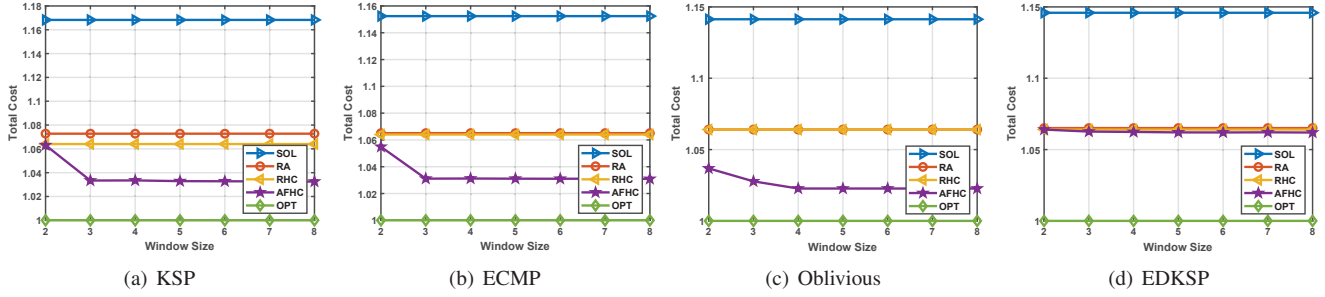 1.18
1.16
1.14
1.12
1.1
1.08
1.06
1.04
1.02
1
Total Cost
2 3 4 5 6 7 8
Window Size
SOL
RA
RHC
AFHC
OPT
(a) KSP
1.16
1.14
1.12
1.1
1.08
1.06
1.04
1.02
1
Total Cost
2 3 4 5 6 7 8
Window Size
SOL
RA
RHC
AFHC
OPT
(b) ECMP
1.15
1.1
1.05
1
Total Cost
2 3 4 5 6 7 8
Window Size
SOL
RA
RHC
AFHC
OPT
(c) Oblivious
1.15
1.1
1.05
1
Total Cost
2 3 4 5 6 7 8
Window Size
SOL
RA
RHC
AFHC
OPT
(d) EDKSP